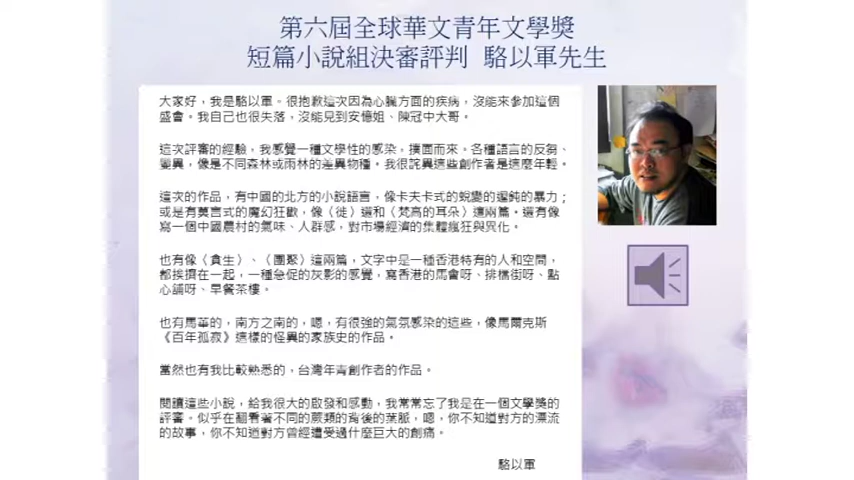 第六屆全球華文青年文學獎
短篇小說組決審評判 駱以軍先生
大家好，我是駱以軍。很抱歉這次因為心臟方面的疾病，沒能來參加這個
盛會。我自己也很失落，沒能見到安憶姐、陳冠中大哥。
這次評審的經驗，我感覺一種文學性的感染，撲面而來。各種語言的反芻、
變異，像是不同森林或雨林的差異物種。我很詫異這些創作者是這麼年輕。
這次的作品，有中國的北方的小說語言，像卡夫卡式的蛻變的遲鈍的暴力；
或是有莫言式的魔幻狂歡，像〈徙〉還和〈梵高的耳朵〉這兩篇。還有像
寫一個中國農村的氣味、人群感，對市場經濟的集體瘋狂與異化。
也有像〈貪生〉、〈團聚〉這兩篇，文字中是一種香港特有的人和空間，
都挨擠在一起，一種急促的灰影的感覺，寫香港的馬會呀、排檔街呀、點
心舖呀、早餐茶樓。
也有馬華的，南方之南的，嗯，有很強的氣氛感染的這些，像馬爾克斯
《百年孤寂》這樣的怪異的家族史的作品。
當然也有我比較熟悉的，台灣年青創作者的作品。
閱讀這些小說，給我很大的啟發和感動，我常常忘了我是在一個文學獎的
評審。似乎在翻看著不同的蕨類的背後的葉脈，嗯，你不知道對方的漂流
的故事，你不知道對方曾經遭受過什麼巨大的創痛。
駱以軍